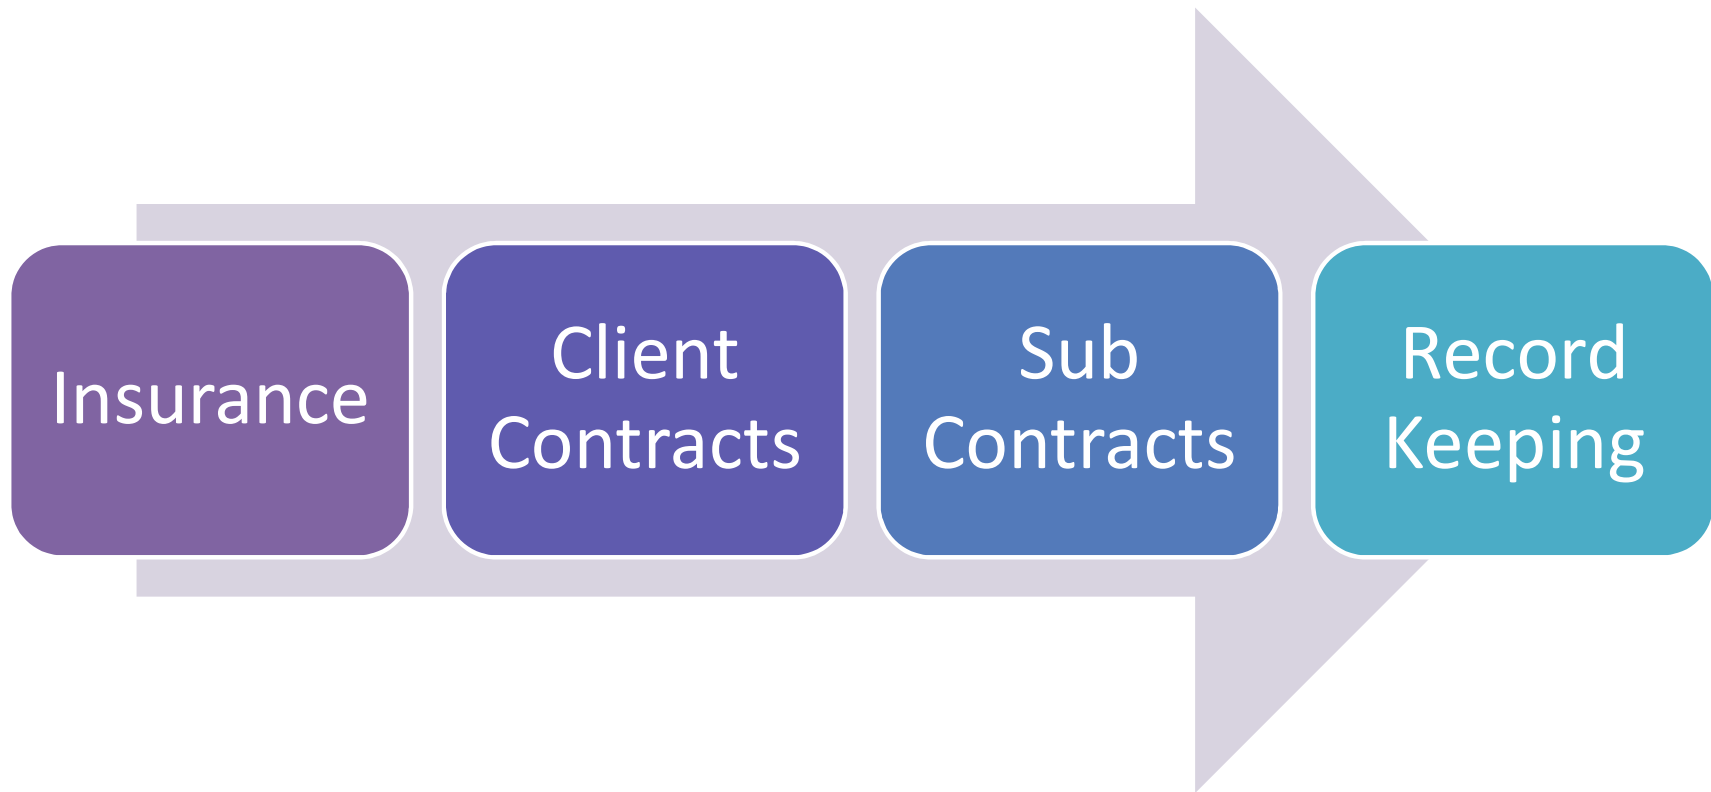 Insurance
Client
Contracts
Sub
Contracts
Record
Keeping